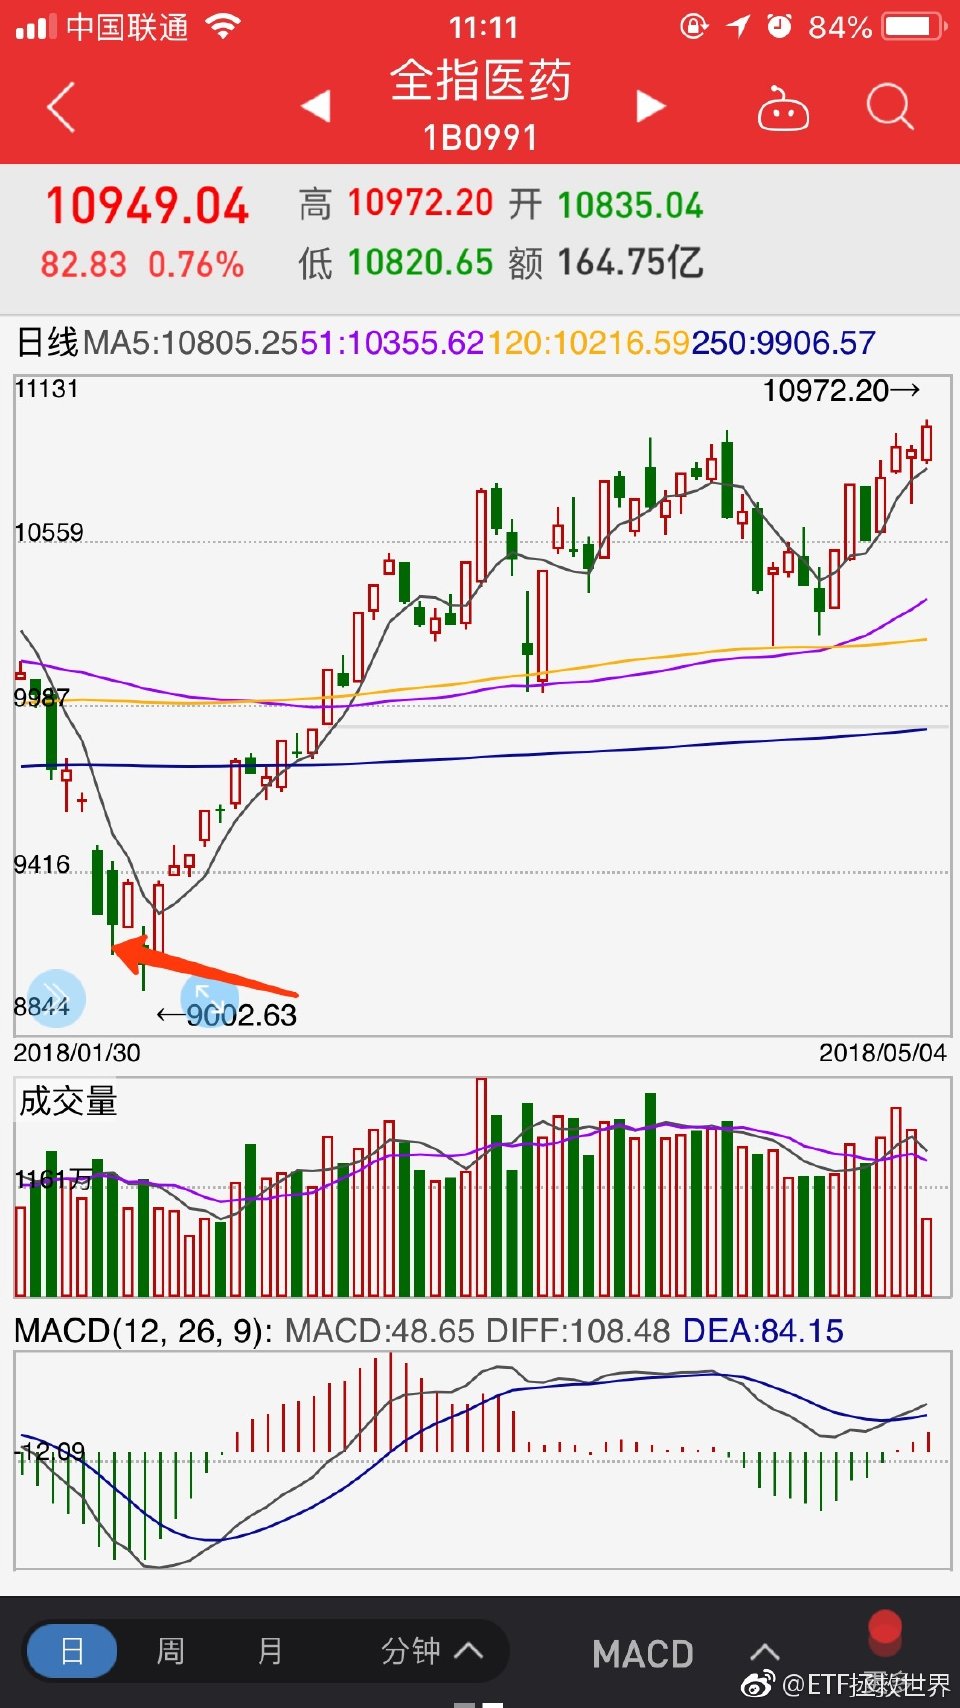 中国联通 11:11 84%
全指医药
1B0991
10949.04 高 10972.20 开 10835.04
82.83 0.76% 低 10820.65 额 164.75亿
日线MA5:10805.25 51:10355.62 120:10216.59 250:9906.57
11131
10972.20→
10559
9987
9416
8844
←9002.63
2018/01/30 2018/05/04
成交量
1161万
MACD(12, 26, 9): MACD:48.65 DIFF:108.48 DEA:84.15
-12.09
日 周 月 分钟 MACD
@ETF拯救世界